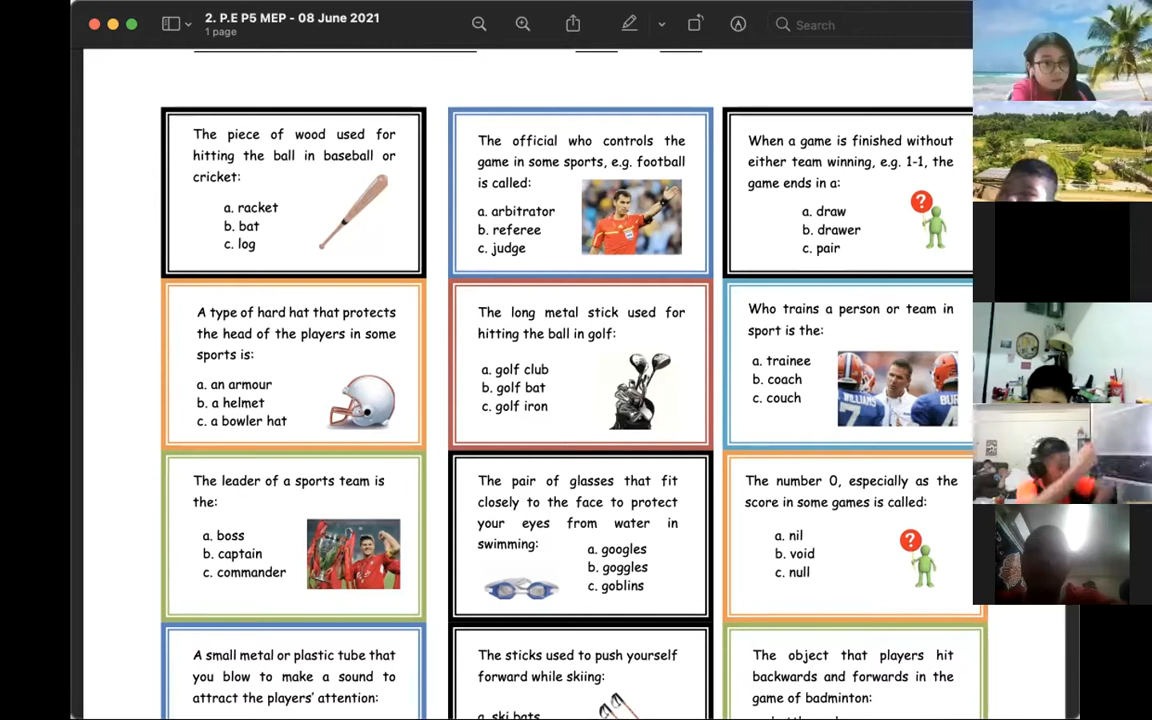 2. P.E P5 MEP - 08 June 2021
1 page
Search
The piece of wood used for
hitting the ball in baseball or
cricket:
a. racket
b. bat
c. log
The official who controls the
game in some sports, e.g. football
is called:
a. arbitrator
b. referee
c. judge
When a game is finished without
either team winning, e.g. 1-1, the
game ends in a:
a. draw
b. drawer
c. pair
?
A type of hard hat that protects
the head of the players in some
sports is:
a. an armour
b. a helmet
c. a bowler hat
The long metal stick used for
hitting the ball in golf:
a. golf club
b. golf bat
c. golf iron
Who trains a person or team in
sport is the:
a. trainee
b. coach
c. couch
WILLIAMS
7
BUR
4
The leader of a sports team is
the:
a. boss
b. captain
c. commander
The pair of glasses that fit
closely to the face to protect
your eyes from water in
swimming:
a. googles
b. goggles
c. goblins
The number 0, especially as the
score in some games is called:
a. nil
b. void
c. null
?
A small metal or plastic tube that
you blow to make a sound to
attract the players' attention:
The sticks used to push yourself
forward while skiing:
a. ski bats
The object that players hit
backwards and forwards in the
game of badminton: